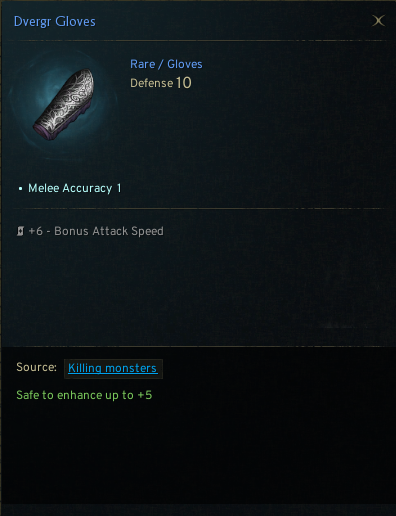 Dvergr Gloves
Rare / Gloves
Defense 10
• Melee Accuracy 1
+6 - Bonus Attack Speed
Source: Killing monsters
Safe to enhance up to +5